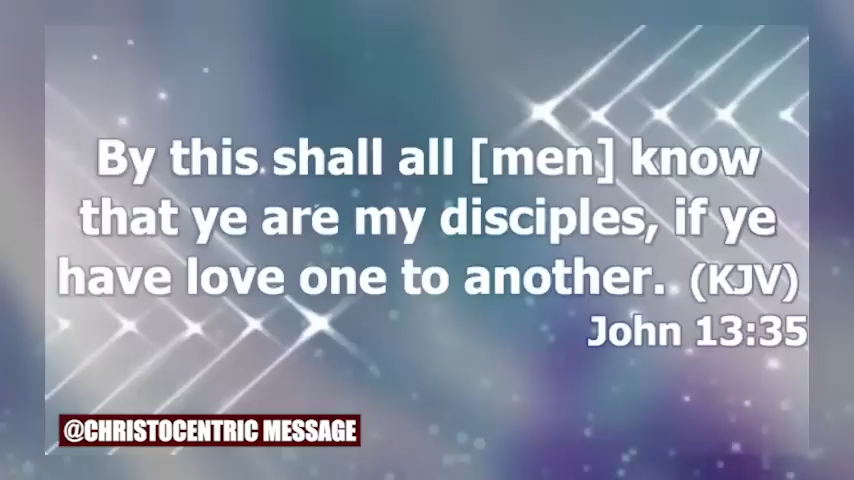 By this shall all [men] know
that ye are my disciples, if ye
have love one to another. (KJV)
John 13:35
@CHRISTOCENTRIC MESSAGE